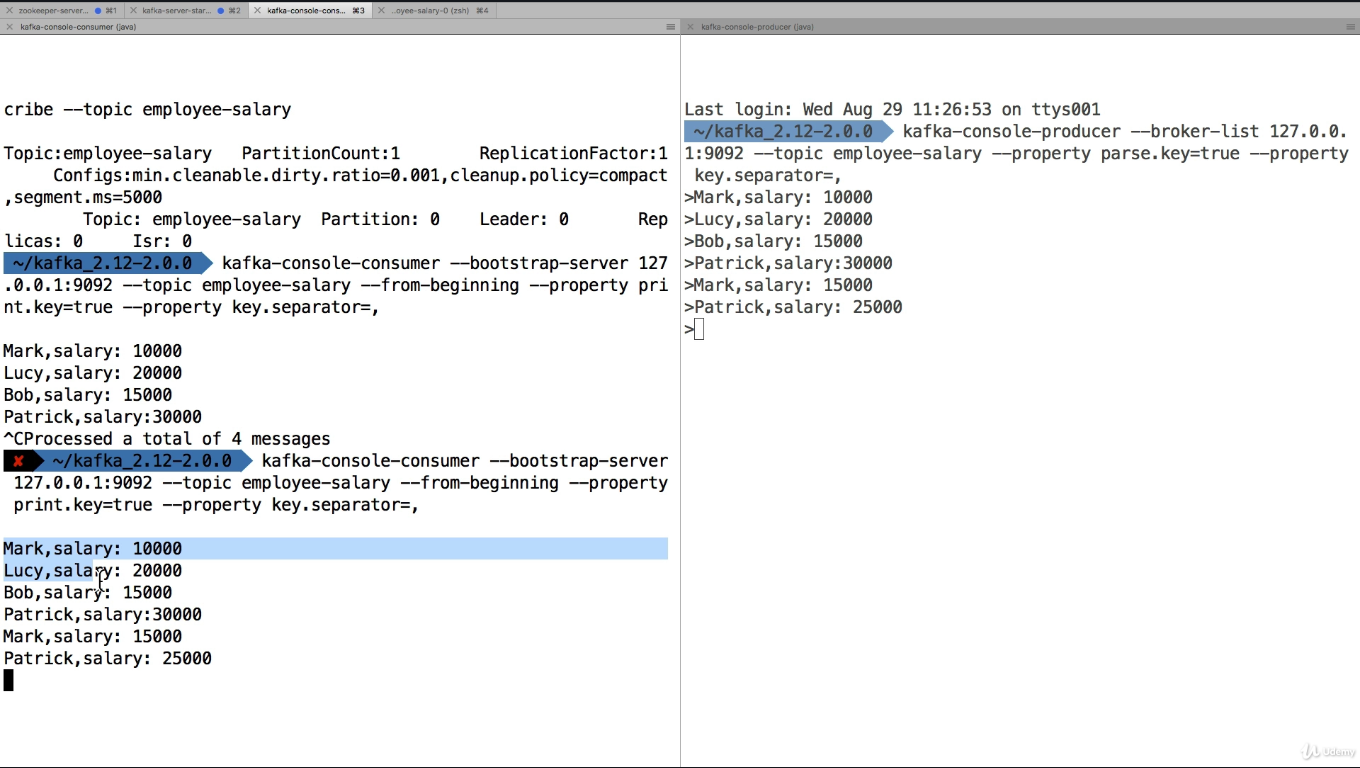 zookeeper-server... ⌘1 kafka-server-star... ⌘2 kafka-console-cons... ⌘3 ..oyee-salary-0 (zsh) ⌘4
kafka-console-consumer (java)
cribe --topic employee-salary
Topic:employee-salary PartitionCount:1 ReplicationFactor:1
Configs:min.cleanable.dirty.ratio=0.001,cleanup.policy=compact
,segment.ms=5000
Topic: employee-salary Partition: 0 Leader: 0 Rep
licas: 0 Isr: 0
~/kafka_2.12-2.0.0 kafka-console-consumer --bootstrap-server 127
.0.0.1:9092 --topic employee-salary --from-beginning --property pri
nt.key=true --property key.separator=,
Mark,salary: 10000
Lucy,salary: 20000
Bob,salary: 15000
Patrick,salary:30000
^CProcessed a total of 4 messages
✘ ~/kafka_2.12-2.0.0 kafka-console-consumer --bootstrap-server
127.0.0.1:9092 --topic employee-salary --from-beginning --property
print.key=true --property key.separator=,
Mark,salary: 10000
Lucy,salary: 20000
Bob,salary: 15000
Patrick,salary:30000
Mark,salary: 15000
Patrick,salary: 25000
kafka-console-producer (java)
Last login: Wed Aug 29 11:26:53 on ttys001
~/kafka_2.12-2.0.0 kafka-console-producer --broker-list 127.0.0.
1:9092 --topic employee-salary --property parse.key=true --property
key.separator=,
>Mark,salary: 10000
>Lucy,salary: 20000
>Bob,salary: 15000
>Patrick,salary:30000
>Mark,salary: 15000
>Patrick,salary: 25000
>
Udemy